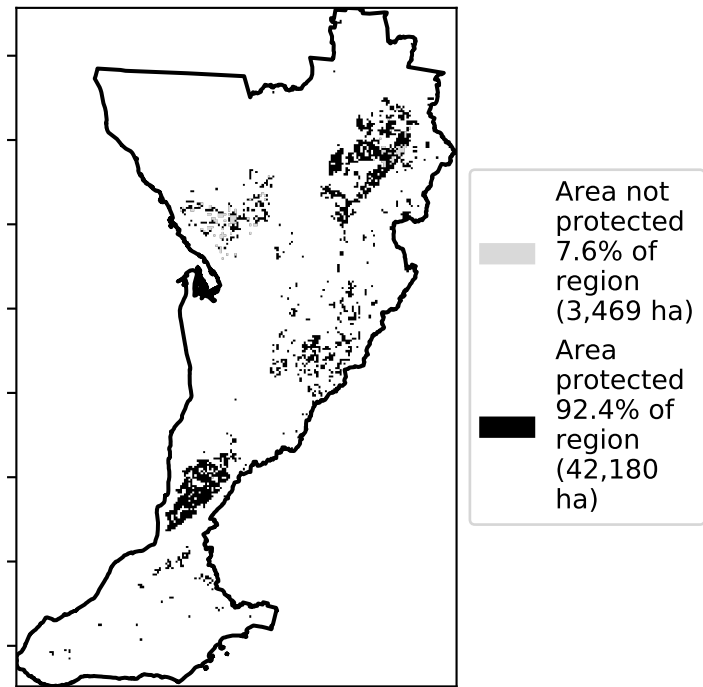 Area not
protected
7.6% of
region
(3,469 ha)
Area
protected
92.4% of
region
(42,180
ha)